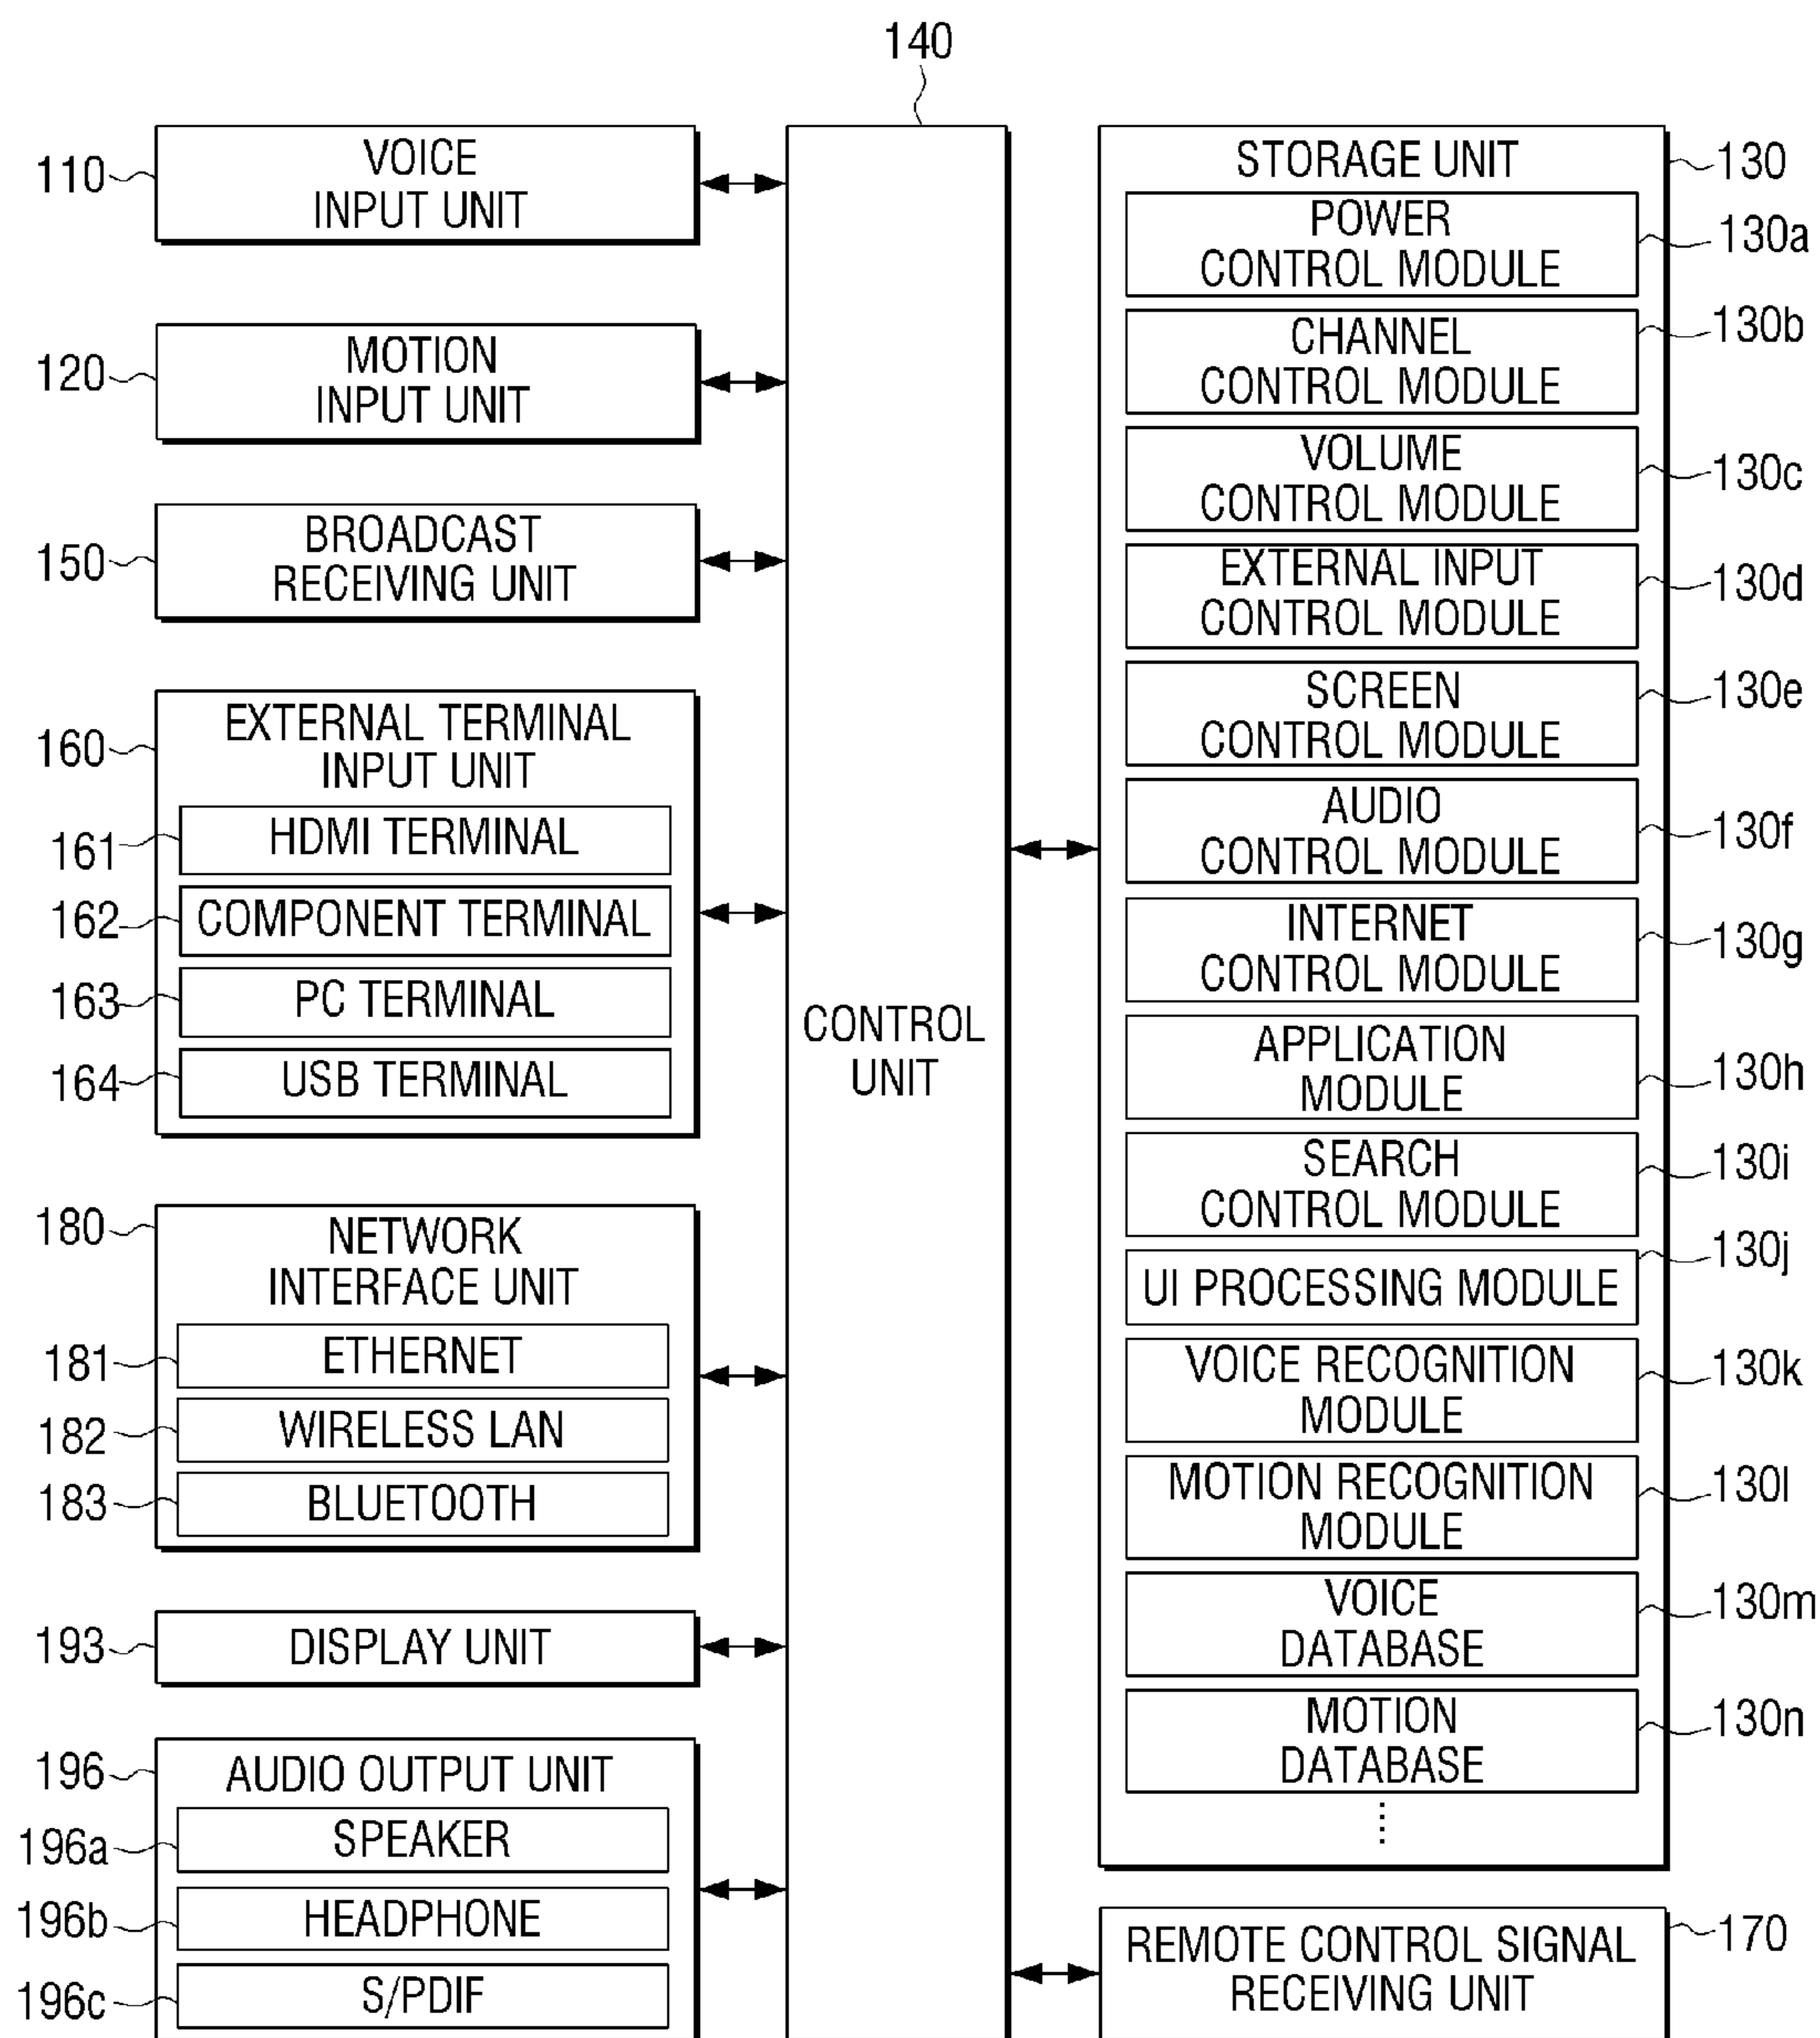 140
110
VOICE
INPUT UNIT
120
MOTION
INPUT UNIT
150
BROADCAST
RECEIVING UNIT
160
EXTERNAL TERMINAL
INPUT UNIT
161
HDMI TERMINAL
162
COMPONENT TERMINAL
163
PC TERMINAL
164
USB TERMINAL
180
NETWORK
INTERFACE UNIT
181
ETHERNET
182
WIRELESS LAN
183
BLUETOOTH
193
DISPLAY UNIT
196
AUDIO OUTPUT UNIT
196a
SPEAKER
196b
HEADPHONE
196c
S/PDIF
CONTROL
UNIT
STORAGE UNIT
130
POWER
CONTROL MODULE
130a
CHANNEL
CONTROL MODULE
130b
VOLUME
CONTROL MODULE
130c
EXTERNAL INPUT
CONTROL MODULE
130d
SCREEN
CONTROL MODULE
130e
AUDIO
CONTROL MODULE
130f
INTERNET
CONTROL MODULE
130g
APPLICATION
MODULE
130h
SEARCH
CONTROL MODULE
130i
UI PROCESSING MODULE
130j
VOICE RECOGNITION
MODULE
130k
MOTION RECOGNITION
MODULE
130l
VOICE
DATABASE
130m
MOTION
DATABASE
130n
REMOTE CONTROL SIGNAL
RECEIVING UNIT
170